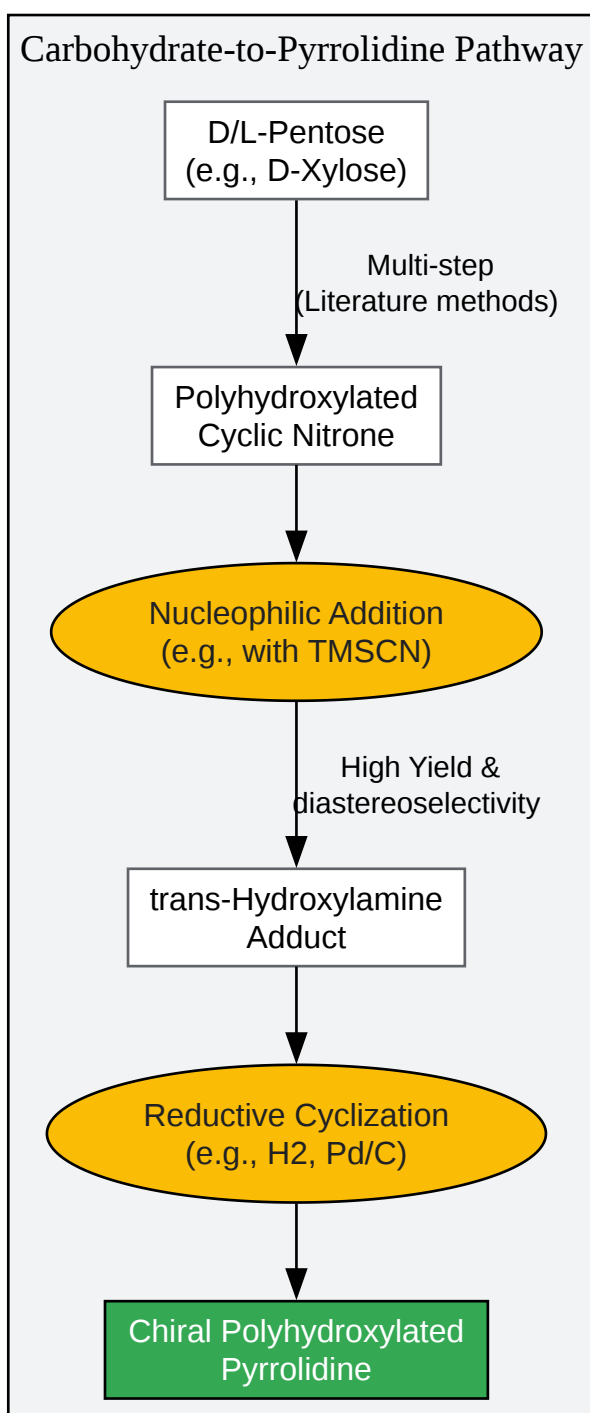 Carbohydrate-to-Pyrrolidine Pathway
D/L-Pentose
(e.g., D-Xylose)
Multi-step
(Literature methods)
Polyhydroxylated
Cyclic Nitrone
Nucleophilic Addition
(e.g., with TMSCN)
High Yield &
diastereoselectivity
trans-Hydroxylamine
Adduct
Reductive Cyclization
(e.g., H2, Pd/C)
Chiral Polyhydroxylated
Pyrrolidine